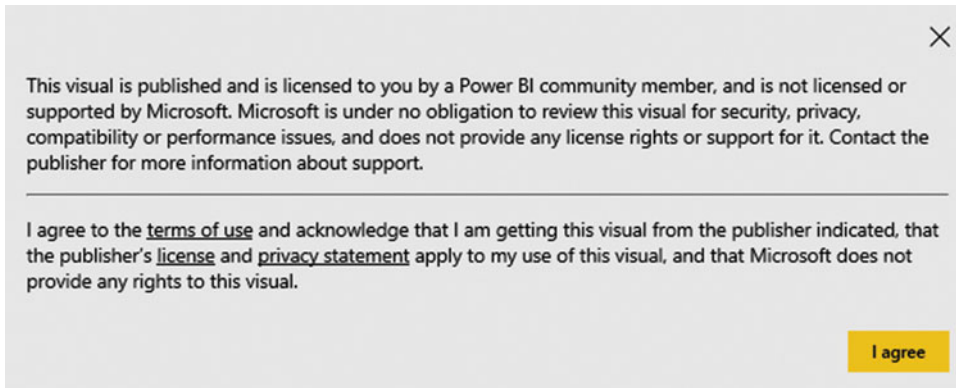 This visual is published and is licensed to you by a Power BI community member, and is not licensed or
supported by Microsoft. Microsoft is under no obligation to review this visual for security, privacy,
compatibility or performance issues, and does not provide any license rights or support for it. Contact the
publisher for more information about support.
I agree to the terms of use and acknowledge that I am getting this visual from the publisher indicated, that
the publisher's license and privacy statement apply to my use of this visual, and that Microsoft does not
provide any rights to this visual.
I agree